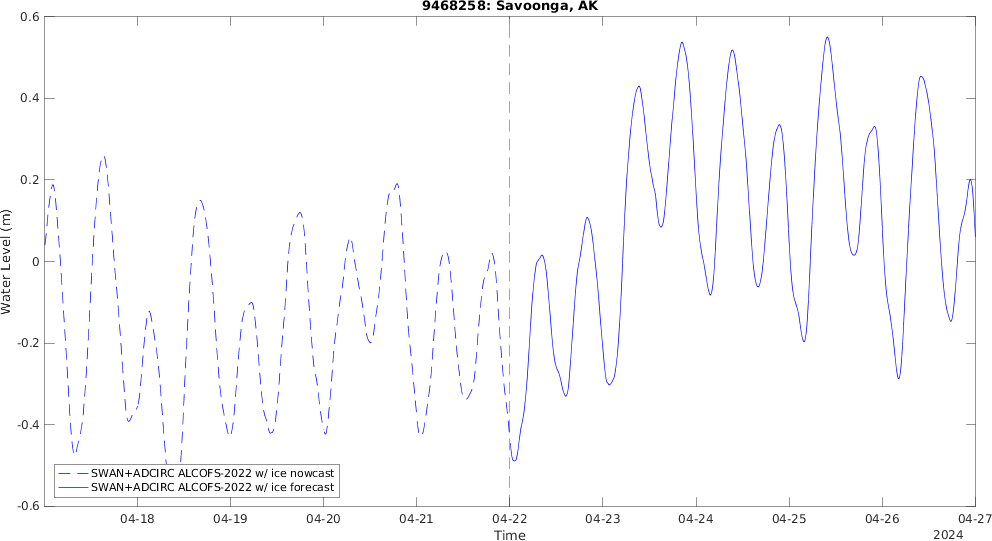 9468258: Savoonga, AK
0.6
0.4
0.2
0
-0.2
-0.4
-0.6
Water Level (m)
SWAN+ADCIRC ALCOFS-2022 w/ ice nowcast
SWAN+ADCIRC ALCOFS-2022 w/ ice forecast
04-18 04-19 04-20 04-21 04-22 04-23 04-24 04-25 04-26 04-27
Time
2024